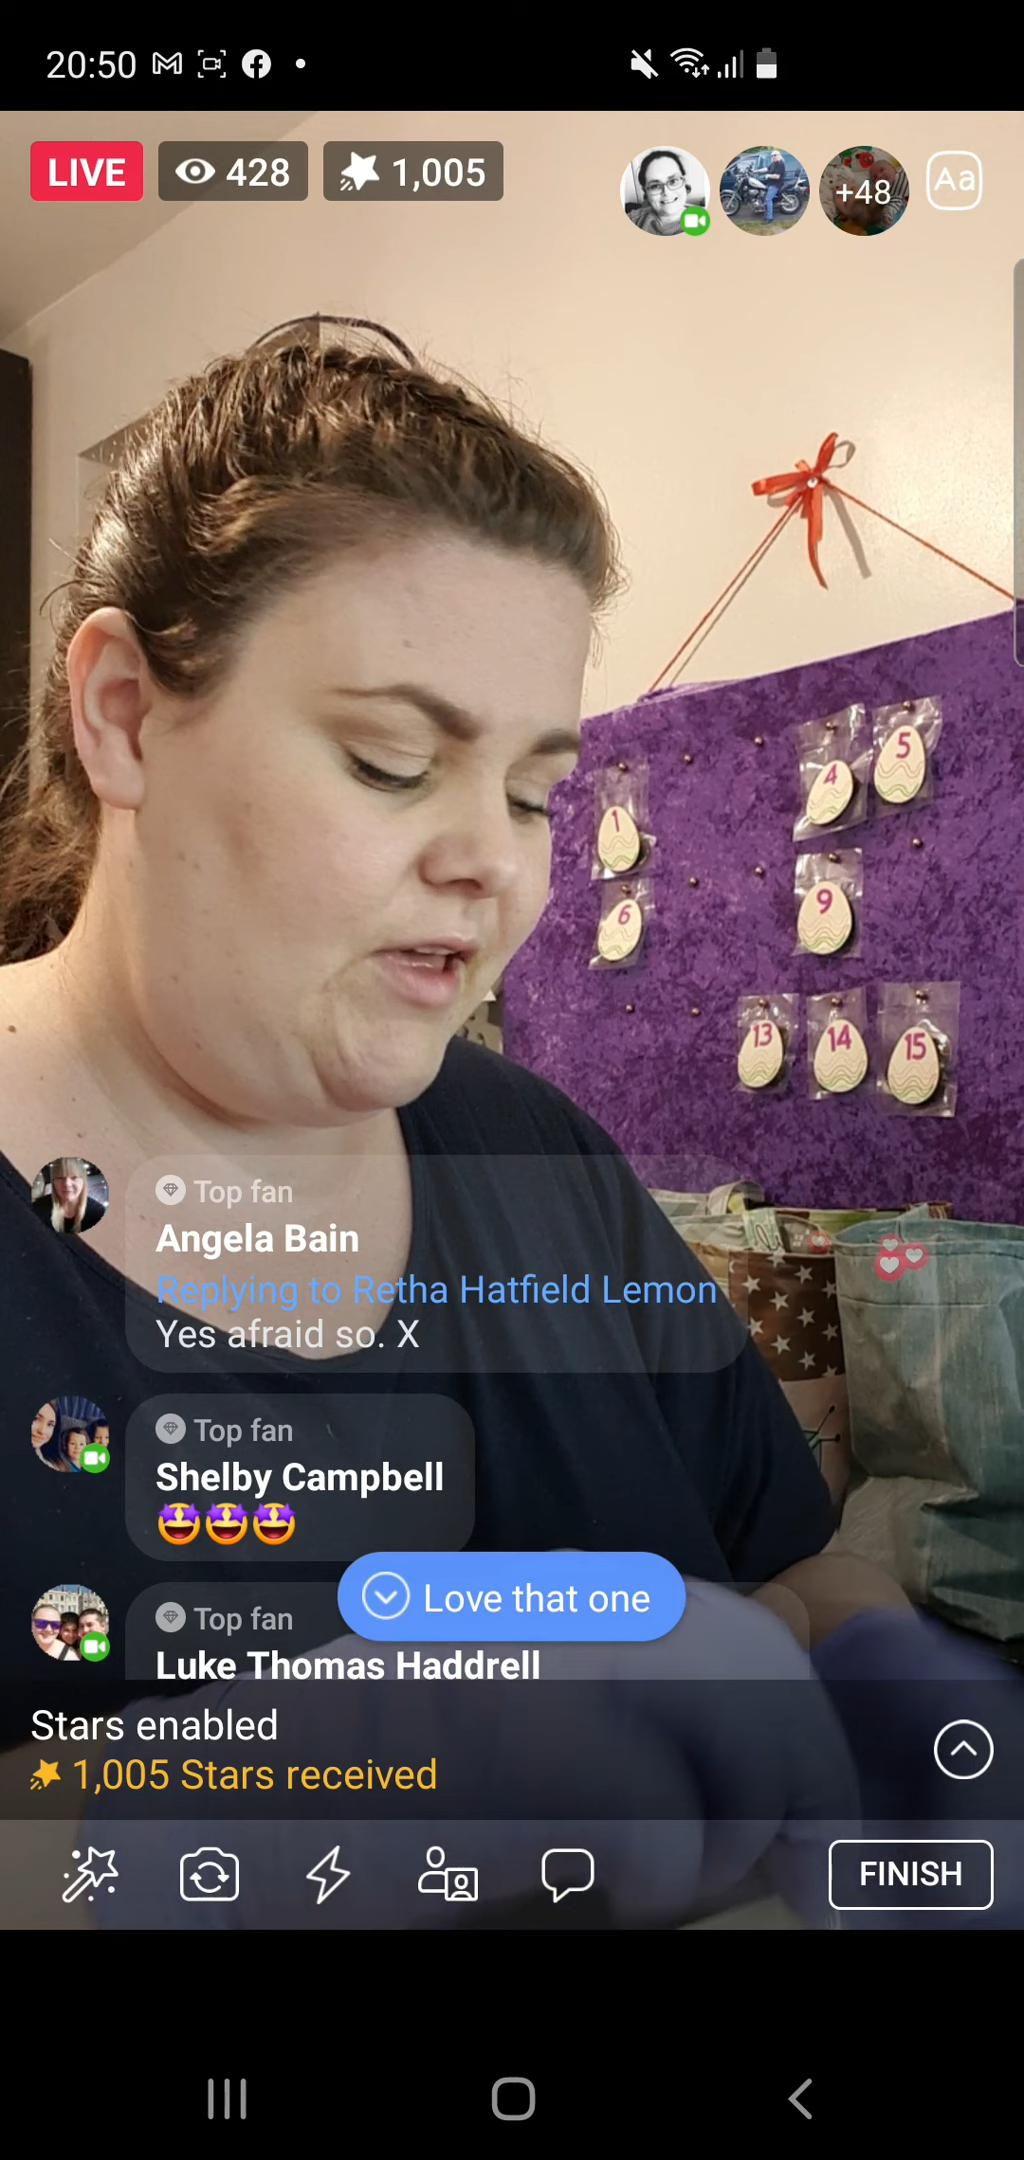 20:50
LIVE 428 1,005
+48 Aa
5
4
1
9
6
13 14 15
Top fan
Angela Bain
Replying to Retha Hatfield Lemon
Yes afraid so. X
Top fan
Shelby Campbell
🤩🤩🤩
Love that one
Top fan
Luke Thomas Haddrell
Stars enabled
1,005 Stars received
FINISH